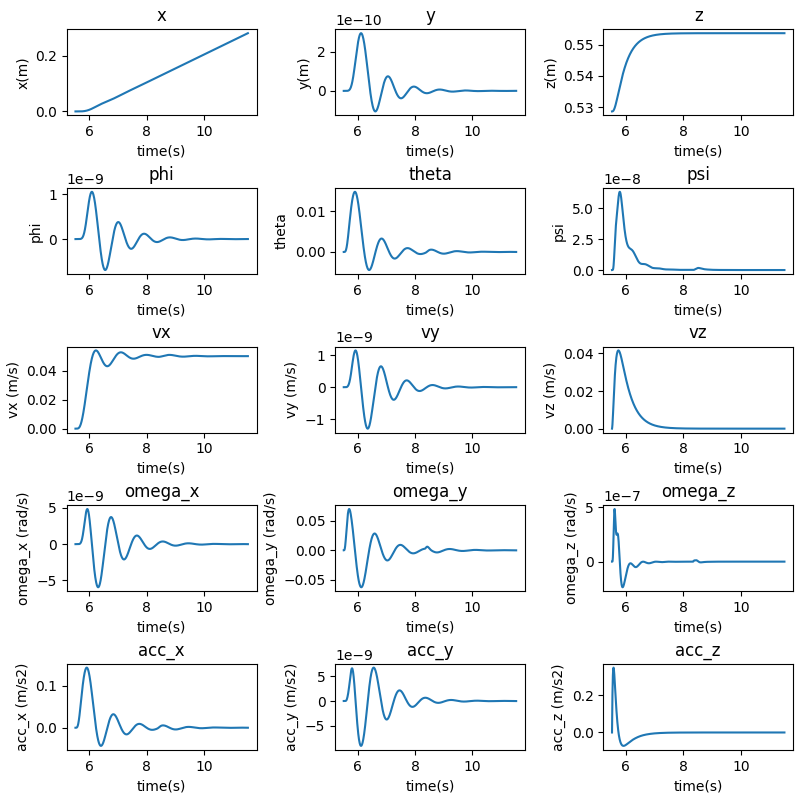 x
y
z
1e−10
x(m)
0.2
0.0
6
8
10
time(s)
y(m)
2
0
6
8
10
time(s)
z(m)
0.55
0.54
0.53
6
8
10
time(s)
phi
theta
psi
1e−9
1e−8
phi
1
0
6
8
10
time(s)
theta
0.01
0.00
6
8
10
time(s)
psi
5.0
2.5
0.0
6
8
10
time(s)
vx
vy
vz
1e−9
vx (m/s)
0.04
0.02
0.00
6
8
10
time(s)
vy (m/s)
1
0
−1
6
8
10
time(s)
vz (m/s)
0.04
0.02
0.00
6
8
10
time(s)
omega_x
omega_y
omega_z
1e−9
1e−7
omega_x (rad/s)
5
0
−5
6
8
10
time(s)
omega_y (rad/s)
0.05
0.00
−0.05
6
8
10
time(s)
omega_z (rad/s)
5
0
6
8
10
time(s)
acc_x
acc_y
acc_z
1e−9
acc_x (m/s2)
0.1
0.0
6
8
10
time(s)
acc_y (m/s2)
5
0
−5
6
8
10
time(s)
acc_z (m/s2)
0.2
0.0
6
8
10
time(s)